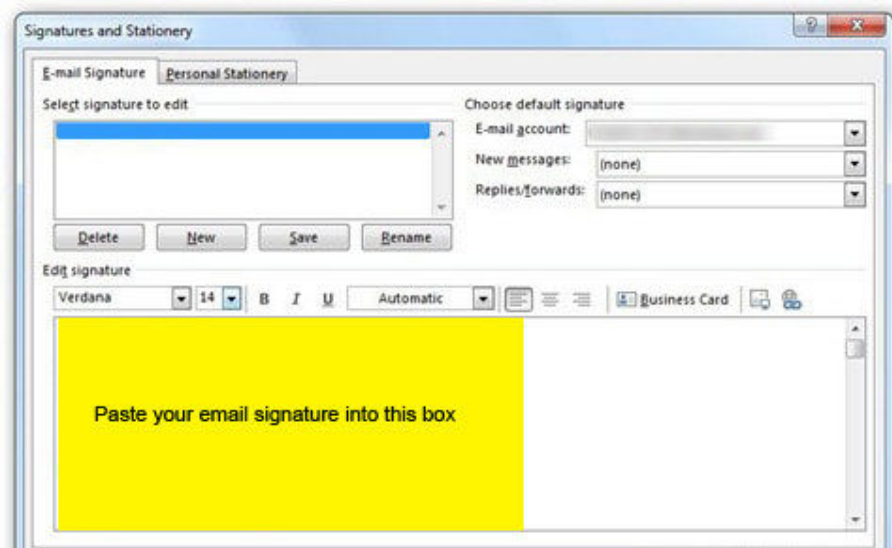 Signatures and Stationery
E-mail Signature Personal Stationery
Select signature to edit
Choose default signature
E-mail account:
New messages: (none)
Replies/forwards: (none)
Delete New Save Rename
Edit signature
Verdana 14 B I U Automatic Business Card
Paste your email signature into this box